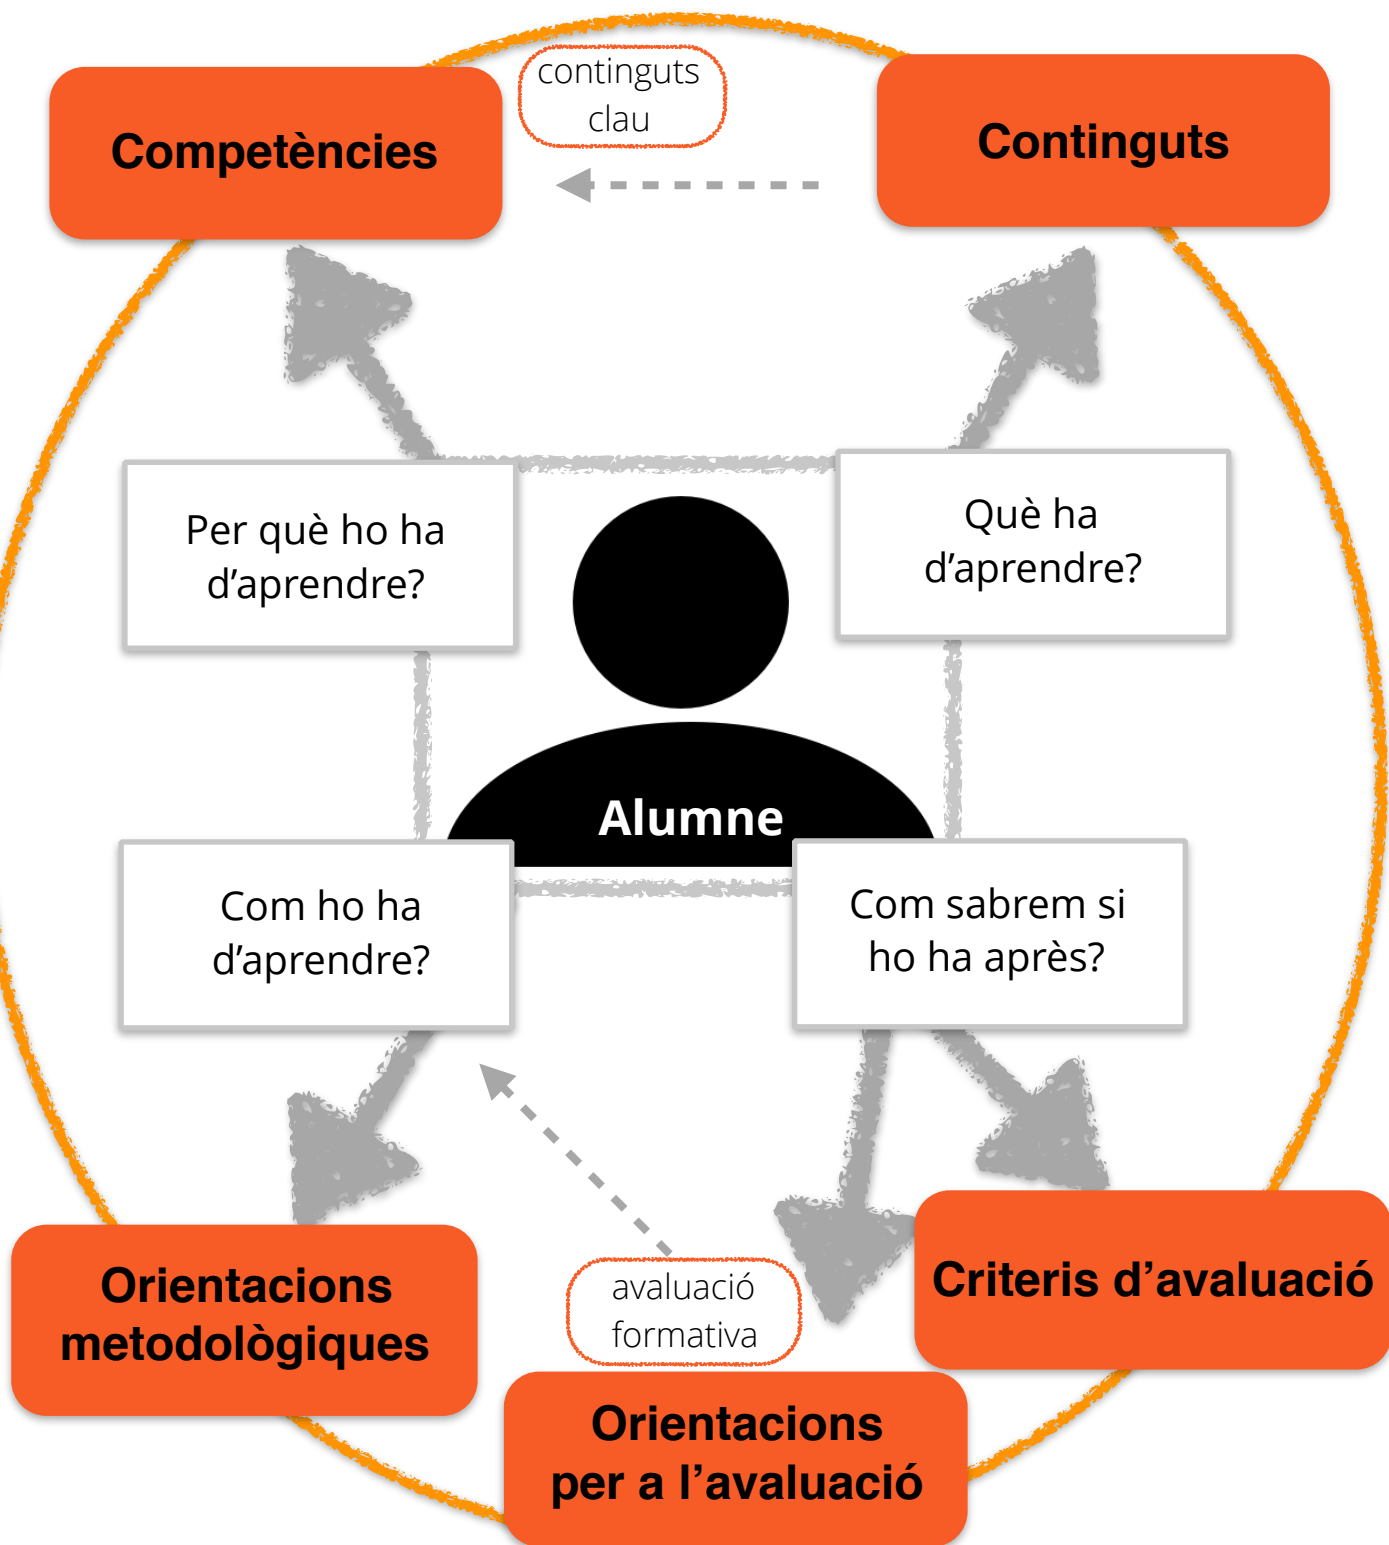 continguts
clau
Competències
Continguts
Per què ho ha
d’aprendre?
Què ha
d’aprendre?
Alumne
Com ho ha
d’aprendre?
Com sabrem si
ho ha après?
Orientacions
metodològiques
avaluació
formativa
Criteris d’avaluació
Orientacions
per a l’avaluació